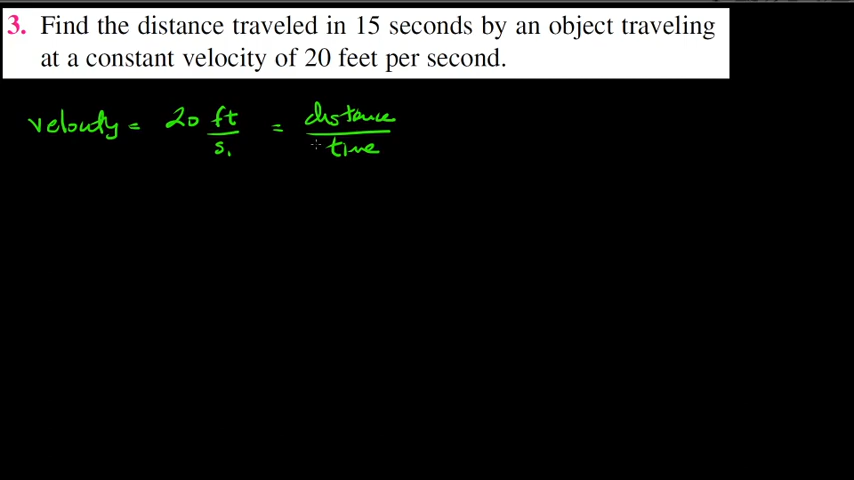 3. Find the distance traveled in 15 seconds by an object traveling
at a constant velocity of 20 feet per second.
velocity = 20 ft/s. = distance/time